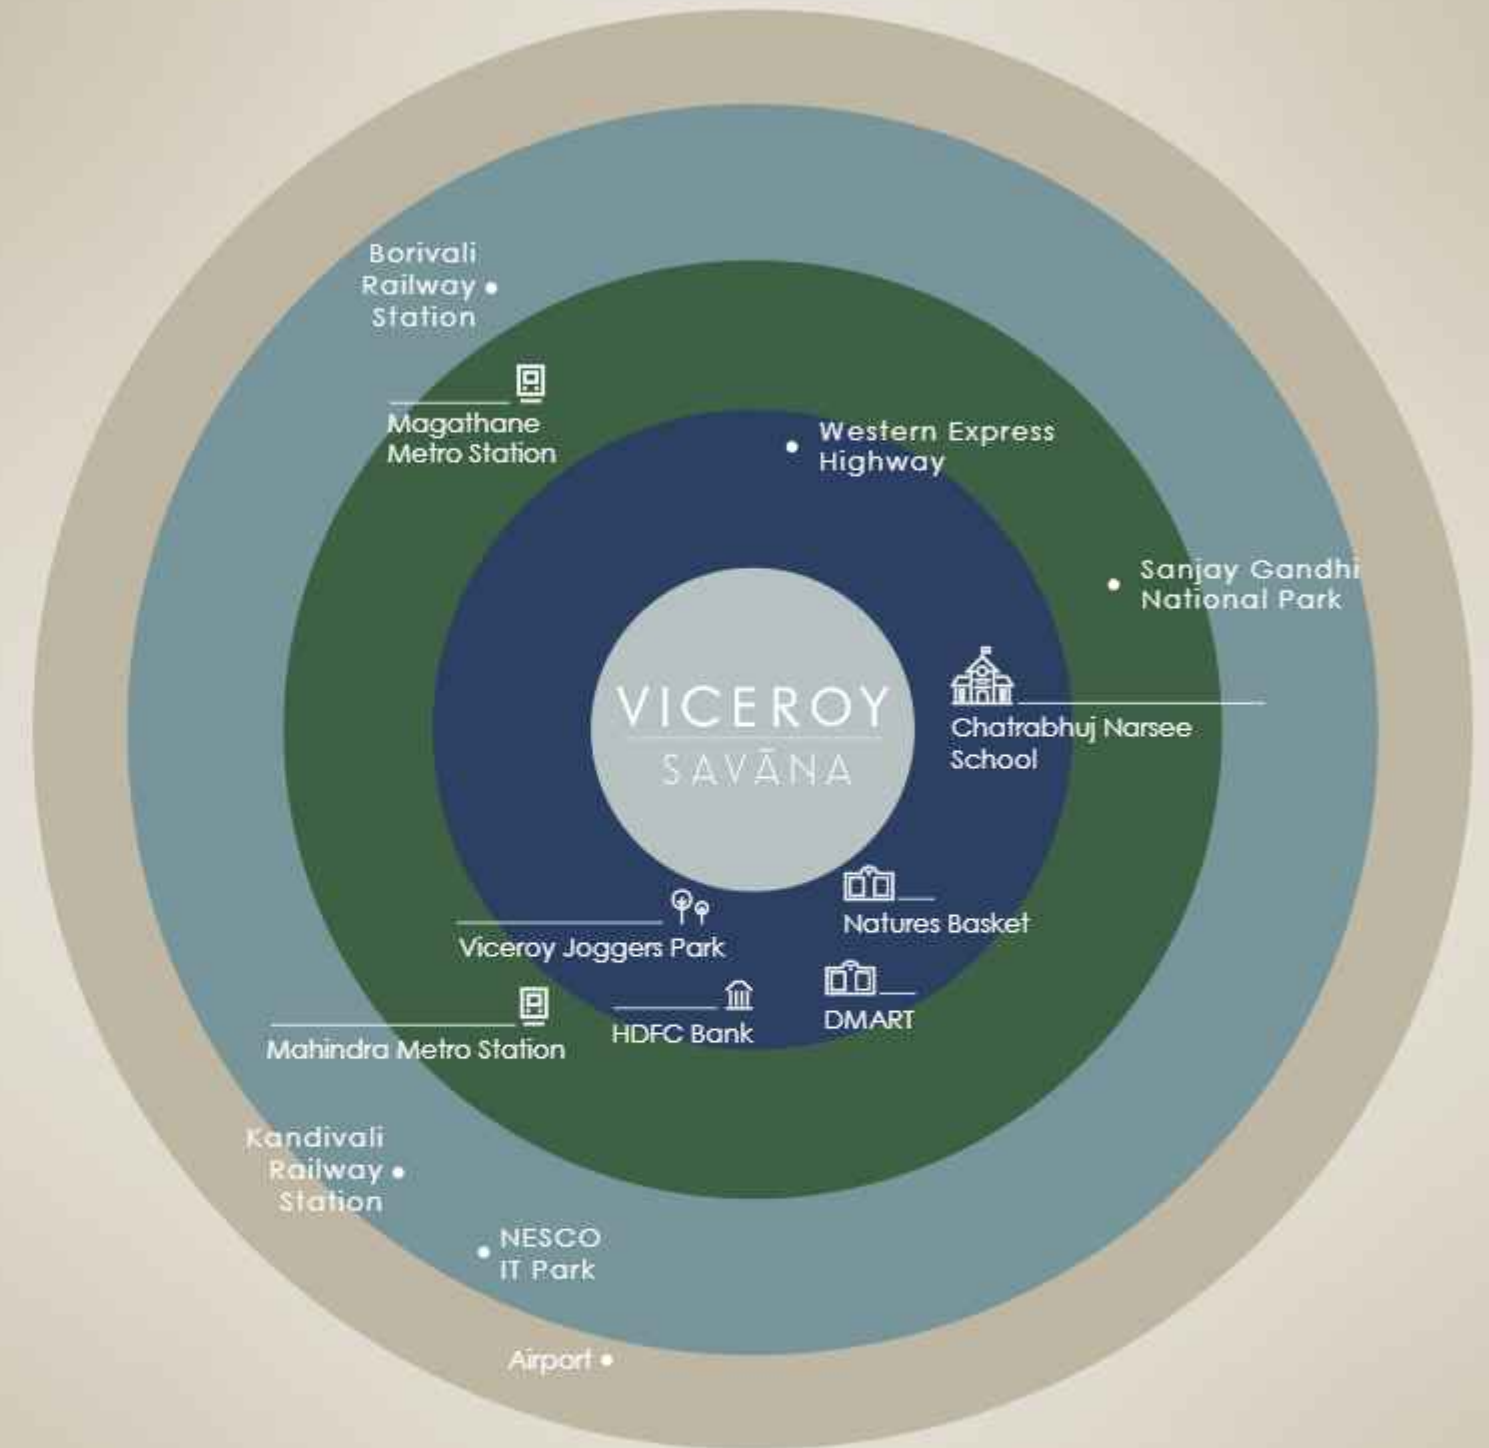 Borivali
Railway
Station
Magathane
Metro Station
Western Express
Highway
Sanjay Gandhi
National Park
VICEROY
SAVĀNA
Chatrabhuj Narsee
School
Natures Basket
Viceroy Joggers Park
DMART
HDFC Bank
Mahindra Metro Station
Kandivali
Railway
Station
NESCO
IT Park
Airport